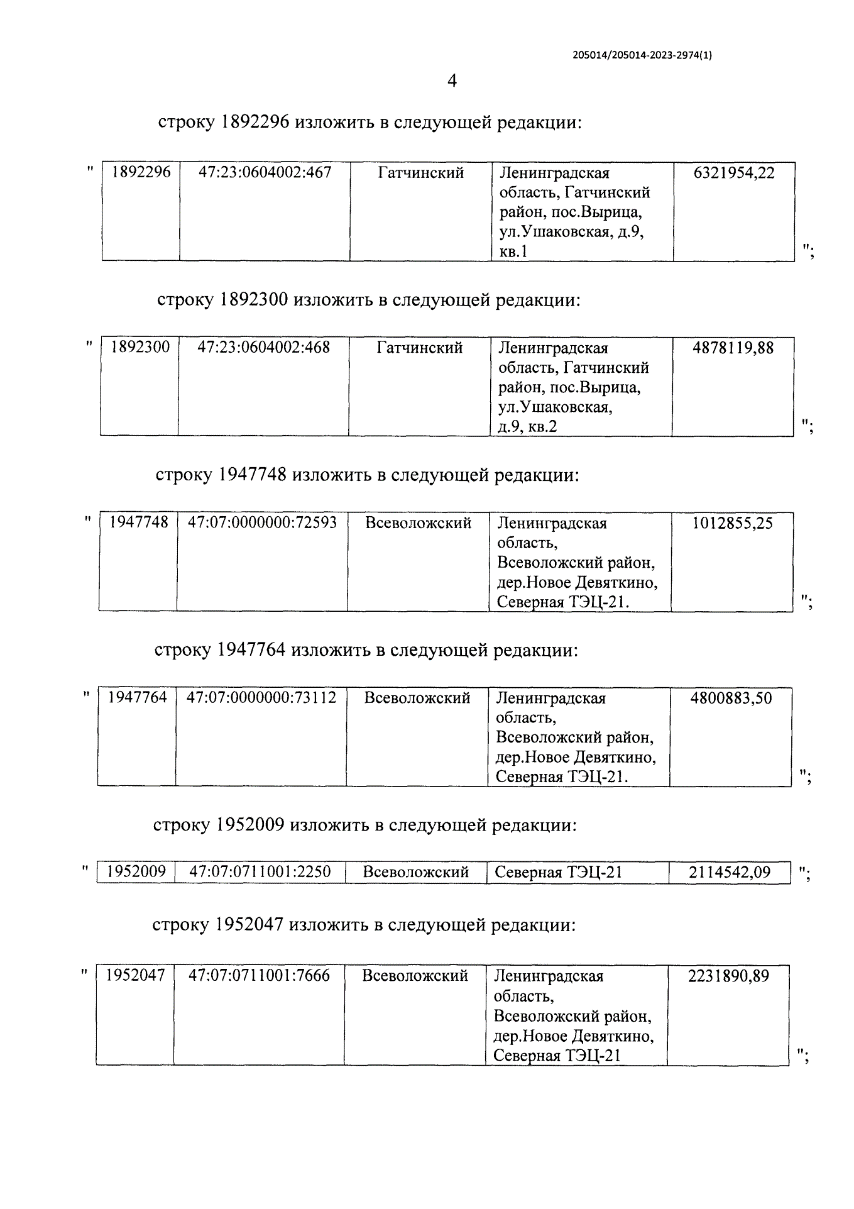 205014/205014-2023-2974(1)
4
строку 1892296 изложить в следующей редакции:
" 1892296 47:23:0604002:467 Гатчинский Ленинградская 6321954,22
область, Гатчинский
район, пос.Вырица,
ул.Ушаковская, д.9,
кв.1 ";
строку 1892300 изложить в следующей редакции:
" 1892300 47:23:0604002:468 Гатчинский Ленинградская 4878119,88
область, Гатчинский
район, пос.Вырица,
ул.Ушаковская,
д.9, кв.2 ";
строку 1947748 изложить в следующей редакции:
" 1947748 47:07:0000000:72593 Всеволожский Ленинградская 1012855,25
область,
Всеволожский район,
дер.Новое Девяткино,
Северная ТЭЦ-21. ";
строку 1947764 изложить в следующей редакции:
" 1947764 47:07:0000000:73112 Всеволожский Ленинградская 4800883,50
область,
Всеволожский район,
дер.Новое Девяткино,
Северная ТЭЦ-21. ";
строку 1952009 изложить в следующей редакции:
" 1952009 47:07:0711001:2250 Всеволожский Северная ТЭЦ-21 2114542,09 ";
строку 1952047 изложить в следующей редакции:
" 1952047 47:07:0711001:7666 Всеволожский Ленинградская 2231890,89
область,
Всеволожский район,
дер.Новое Девяткино,
Северная ТЭЦ-21 ";